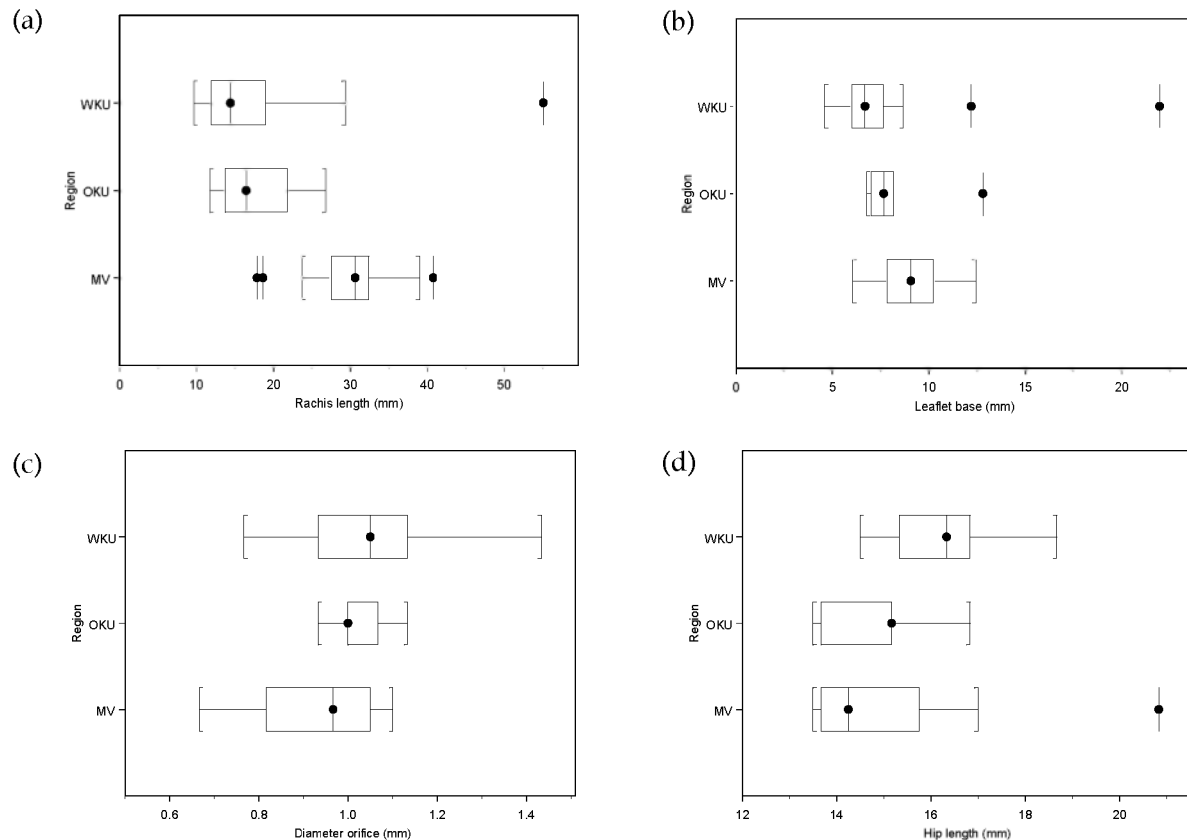 (a)
WKU
OKU
MV
Region
0 10 20 30 40 50
Rachis length (mm)
(b)
WKU
OKU
MV
Region
0 5 10 15 20
Leaflet base (mm)
(c)
WKU
OKU
MV
Region
0.6 0.8 1.0 1.2 1.4
Diameter orifice (mm)
(d)
WKU
OKU
MV
Region
12 14 16 18 20
Hip length (mm)